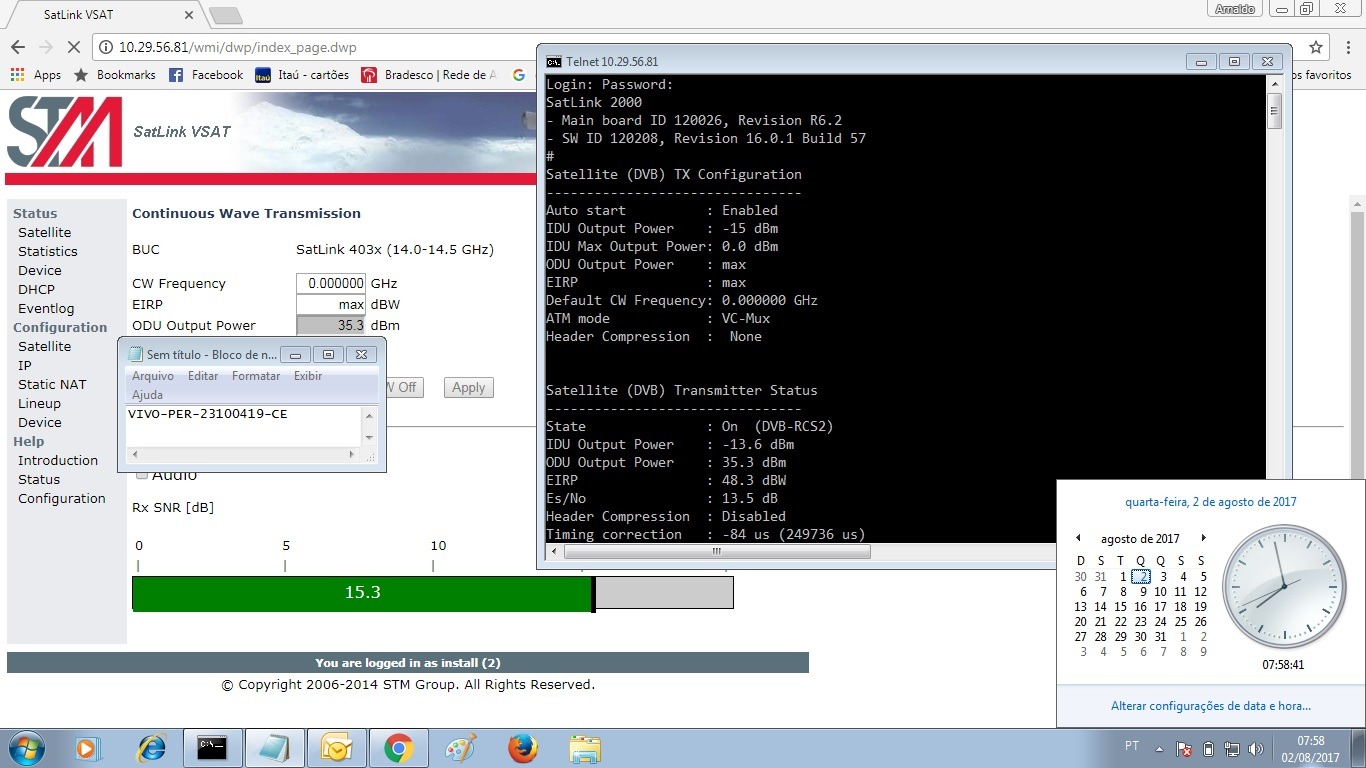 SatLink VSAT
Arnaldo
10.29.56.81/wmi/dwp/index_page.dwp
Apps Bookmarks Facebook Itaú - cartões Bradesco | Rede de A
os favoritos
STM
SatLink VSAT
Status
Satellite
Statistics
Device
DHCP
Eventlog
Configuration
Satellite
IP
Static NAT
Lineup
Device
Help
Introduction
Status
Configuration
Continuous Wave Transmission
BUC SatLink 403x (14.0-14.5 GHz)
CW Frequency 0.000000 GHz
EIRP max dBW
ODU Output Power 35.3 dBm
W Off Apply
Sem título - Bloco de n...
Arquivo Editar Formatar Exibir
Ajuda
VIVO-PER-23100419-CE
Audio
Rx SNR [dB]
0 5 10
15.3
You are logged in as install (2)
© Copyright 2006-2014 STM Group. All Rights Reserved.
Telnet 10.29.56.81
Login: Password:
SatLink 2000
- Main board ID 120026, Revision R6.2
- SW ID 120208, Revision 16.0.1 Build 57
#
Satellite (DVB) TX Configuration
--------------------------------
Auto start : Enabled
IDU Output Power : -15 dBm
IDU Max Output Power: 0.0 dBm
ODU Output Power : max
EIRP : max
Default CW Frequency: 0.000000 GHz
ATM mode : VC-Mux
Header Compression : None
Satellite (DVB) Transmitter Status
--------------------------------
State : On (DVB-RCS2)
IDU Output Power : -13.6 dBm
ODU Output Power : 35.3 dBm
EIRP : 48.3 dBW
Es/No : 13.5 dB
Header Compression : Disabled
Timing correction : -84 us (249736 us)
quarta-feira, 2 de agosto de 2017
agosto de 2017
D S T Q Q S S
30 31 1 2 3 4 5
6 7 8 9 10 11 12
13 14 15 16 17 18 19
20 21 22 23 24 25 26
27 28 29 30 31 1 2
3 4 5 6 7 8 9
07:58:41
Alterar configurações de data e hora...
PT
07:58
02/08/2017